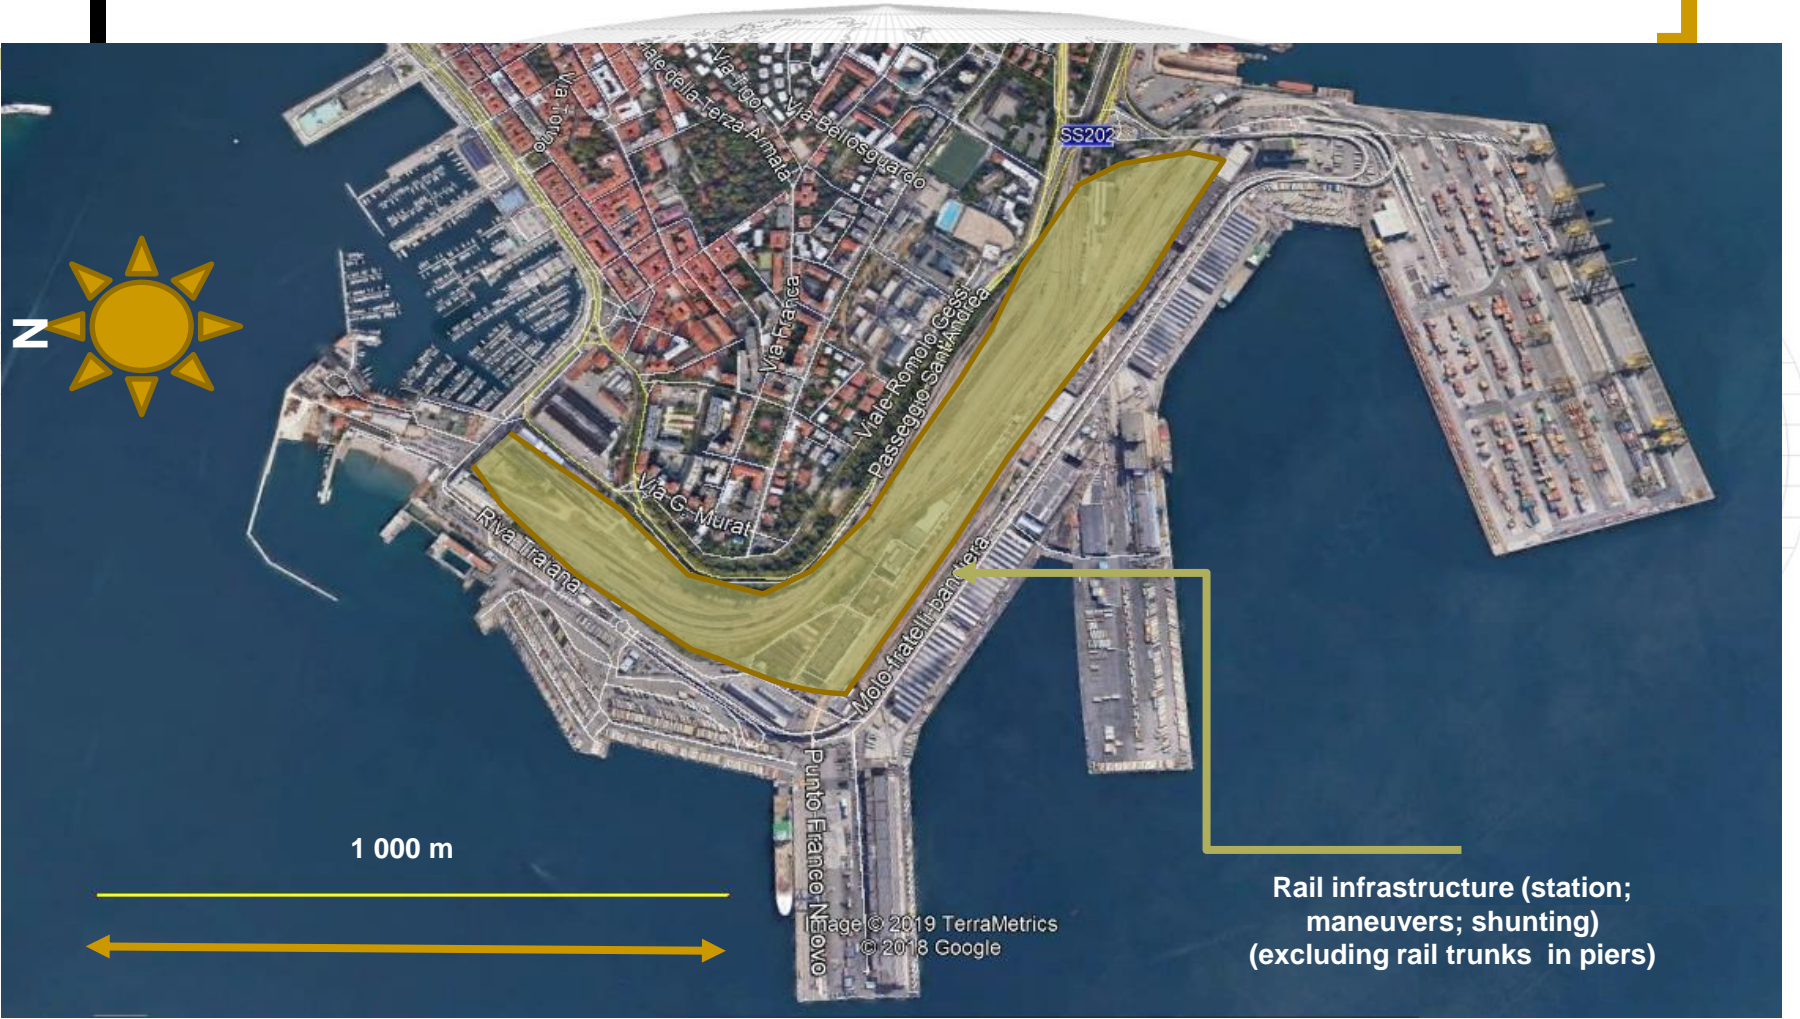 Via Torino
Viale della Terza Armata
Via Tigor
Via Bellosguardo
SS202
N
Via Franca
Viale Romolo Gessi
Passeggio Sant'Andrea
Via G. Murat
Riva Traiana
Molo fratelli bandiera
Punto Franco Nuovo
1 000 m
Rail infrastructure (station;
maneuvers; shunting)
(excluding rail trunks in piers)
Image © 2019 TerraMetrics
© 2018 Google